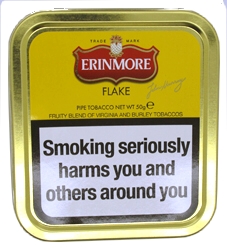 TRADE MARK
ERINMORE
FLAKE
PIPE TOBACCO NET WT 50g ℮
FRUITY BLEND OF VIRGINIA AND BURLEY TOBACCOS
Smoking seriously
harms you and
others around you